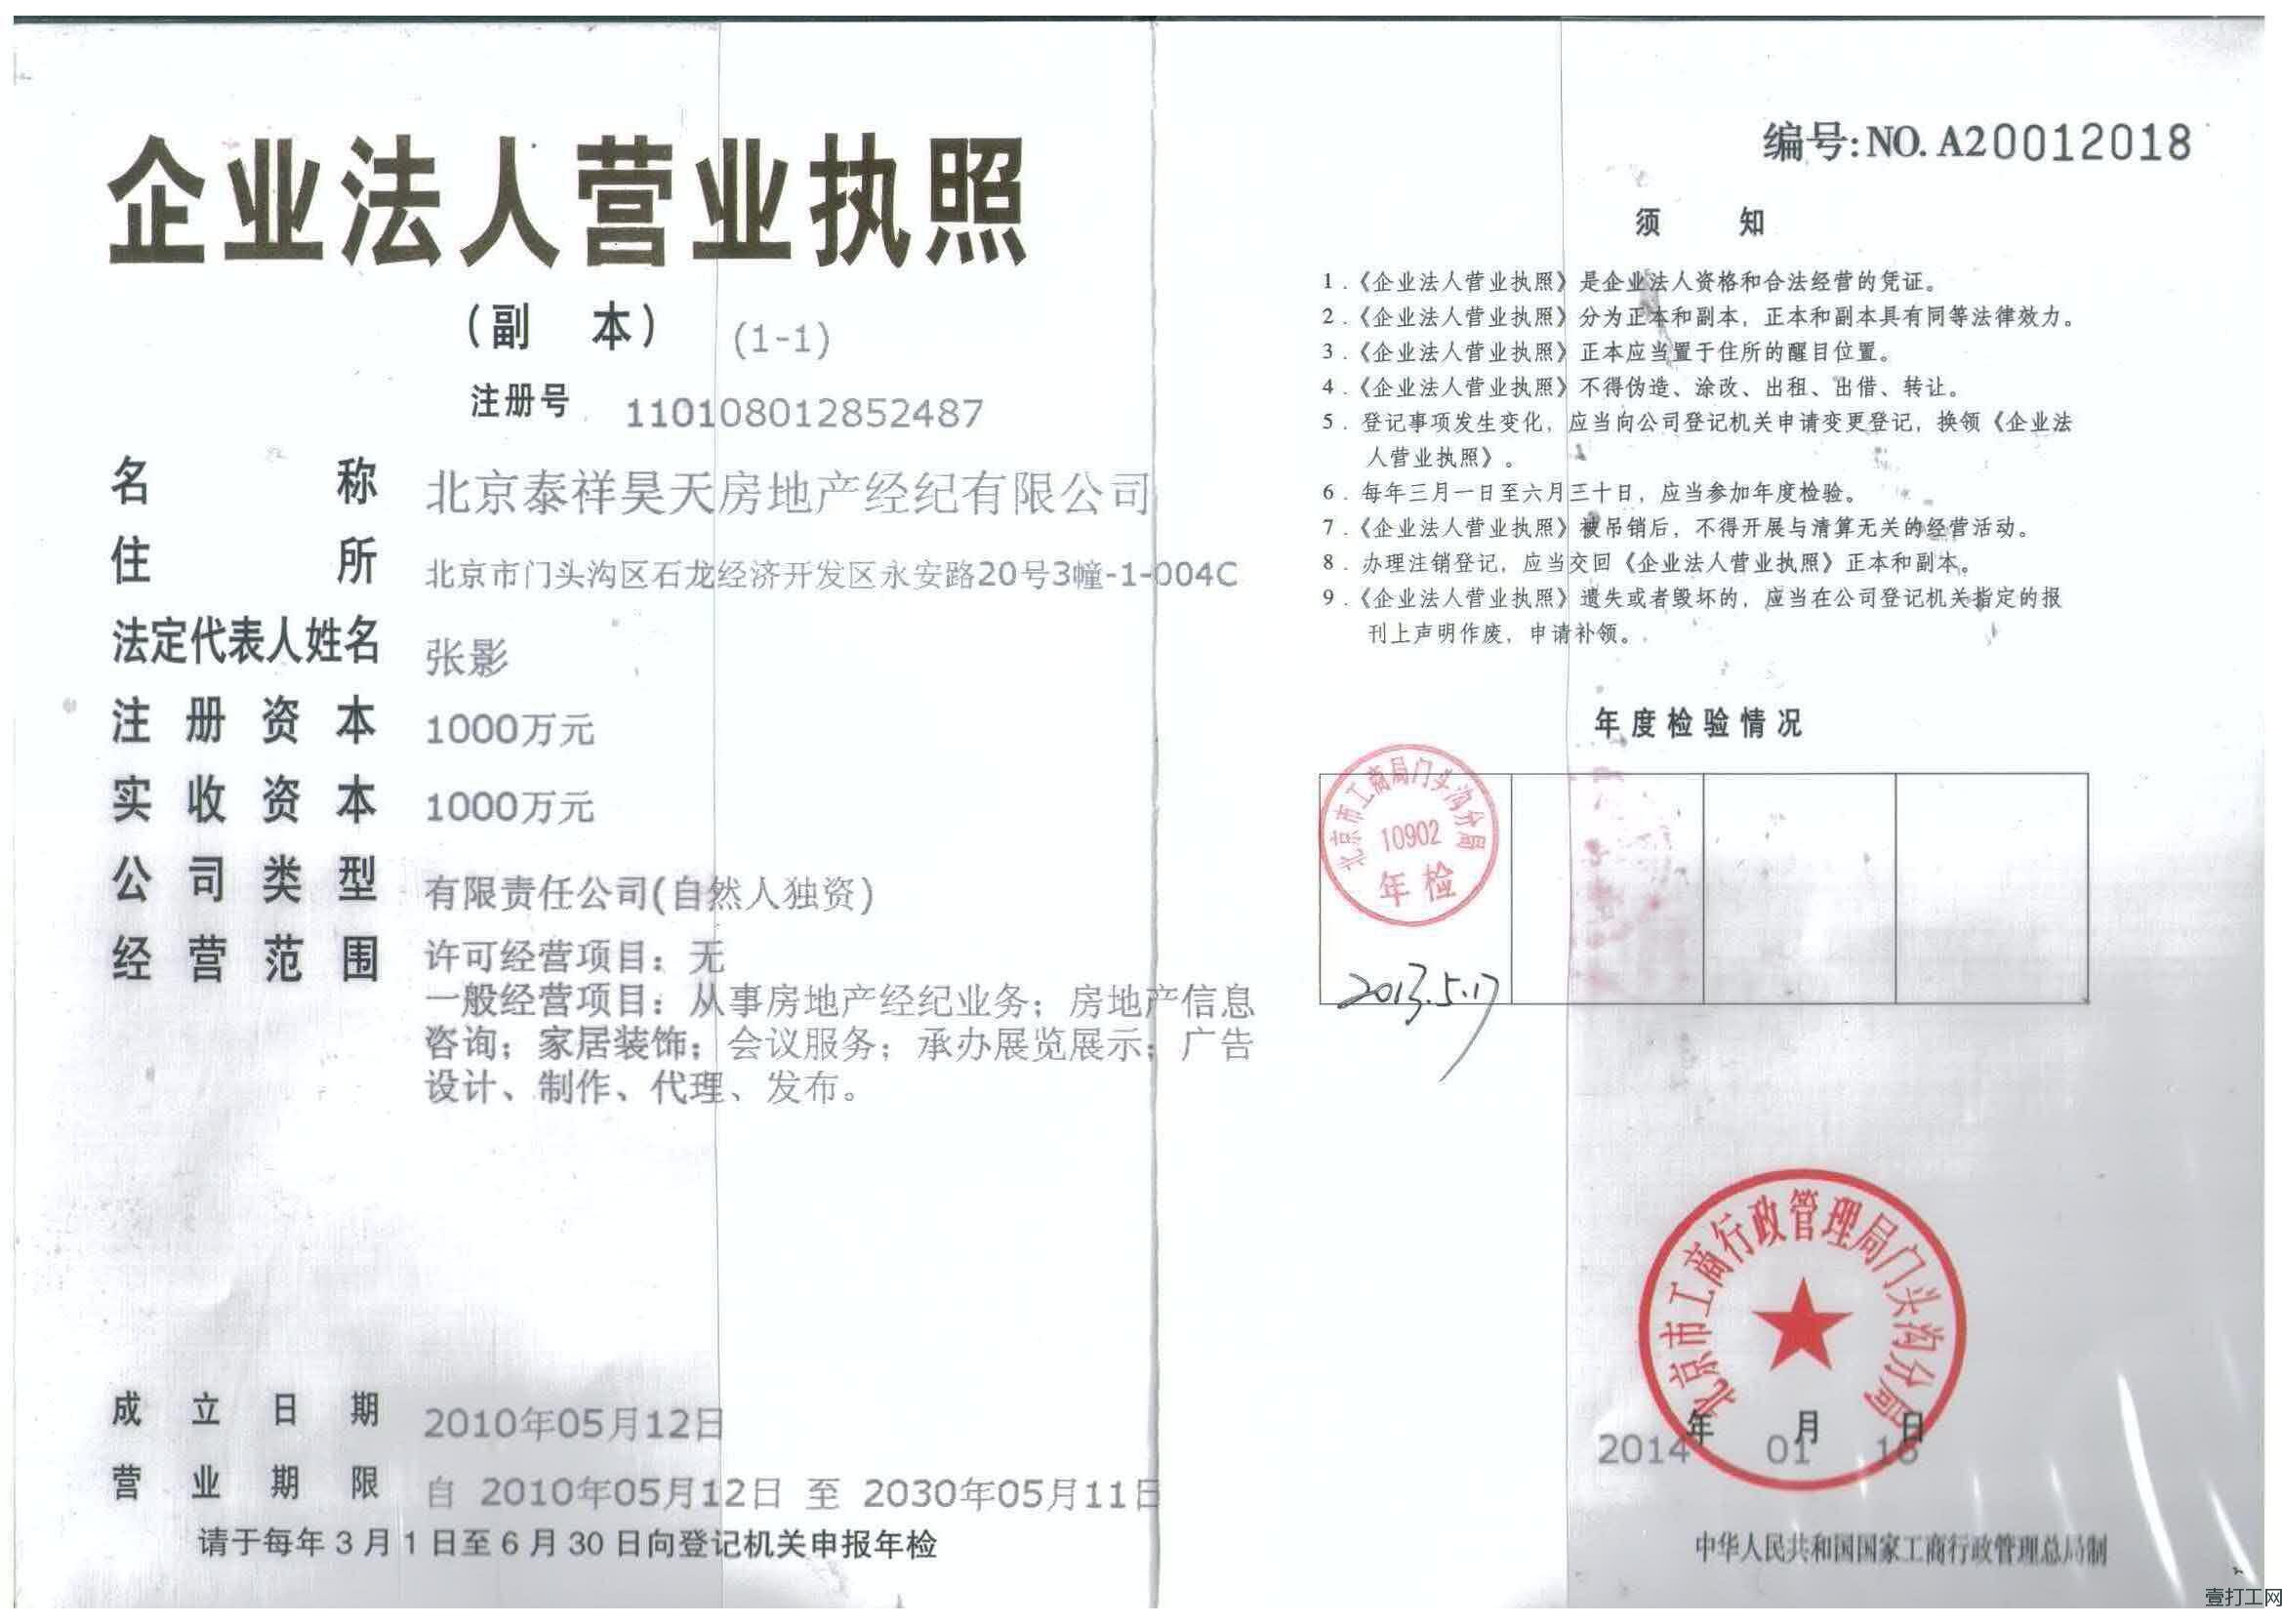 企业法人营业执照
（副 本） (1-1)
注册号 110108012852487
名称 北京泰祥昊天房地产经纪有限公司
住所 北京市门头沟区石龙经济开发区永安路20号3幢-1-004C
法定代表人姓名 张影
注册资本 1000万元
实收资本 1000万元
公司类型 有限责任公司(自然人独资)
经营范围 许可经营项目：无
一般经营项目：从事房地产经纪业务；房地产信息
咨询；家居装饰；会议服务；承办展览展示；广告
设计、制作、代理、发布。
成立日期 2010年05月12日
营业期限 自 2010年05月12日 至 2030年05月11日
请于每年3月1日至6月30日向登记机关申报年检
编号:NO. A20012018
须 知
1.《企业法人营业执照》是企业法人资格和合法经营的凭证。
2.《企业法人营业执照》分为正本和副本，正本和副本具有同等法律效力。
3.《企业法人营业执照》正本应当置于住所的醒目位置。
4.《企业法人营业执照》不得伪造、涂改、出租、出借、转让。
5. 登记事项发生变化，应当向公司登记机关申请变更登记，换领《企业法
人营业执照》。
6. 每年三月一日至六月三十日，应当参加年度检验。
7.《企业法人营业执照》被吊销后，不得开展与清算无关的经营活动。
8. 办理注销登记，应当交回《企业法人营业执照》正本和副本。
9.《企业法人营业执照》遗失或者毁坏的，应当在公司登记机关指定的报
刊上声明作废，申请补领。
年度检验情况
北京市工商局门头沟分局
10902
年检
2013.5.17
北京市工商行政管理局门头沟分局
年 月 日
2014 01
中华人民共和国国家工商行政管理总局制
壹打工网